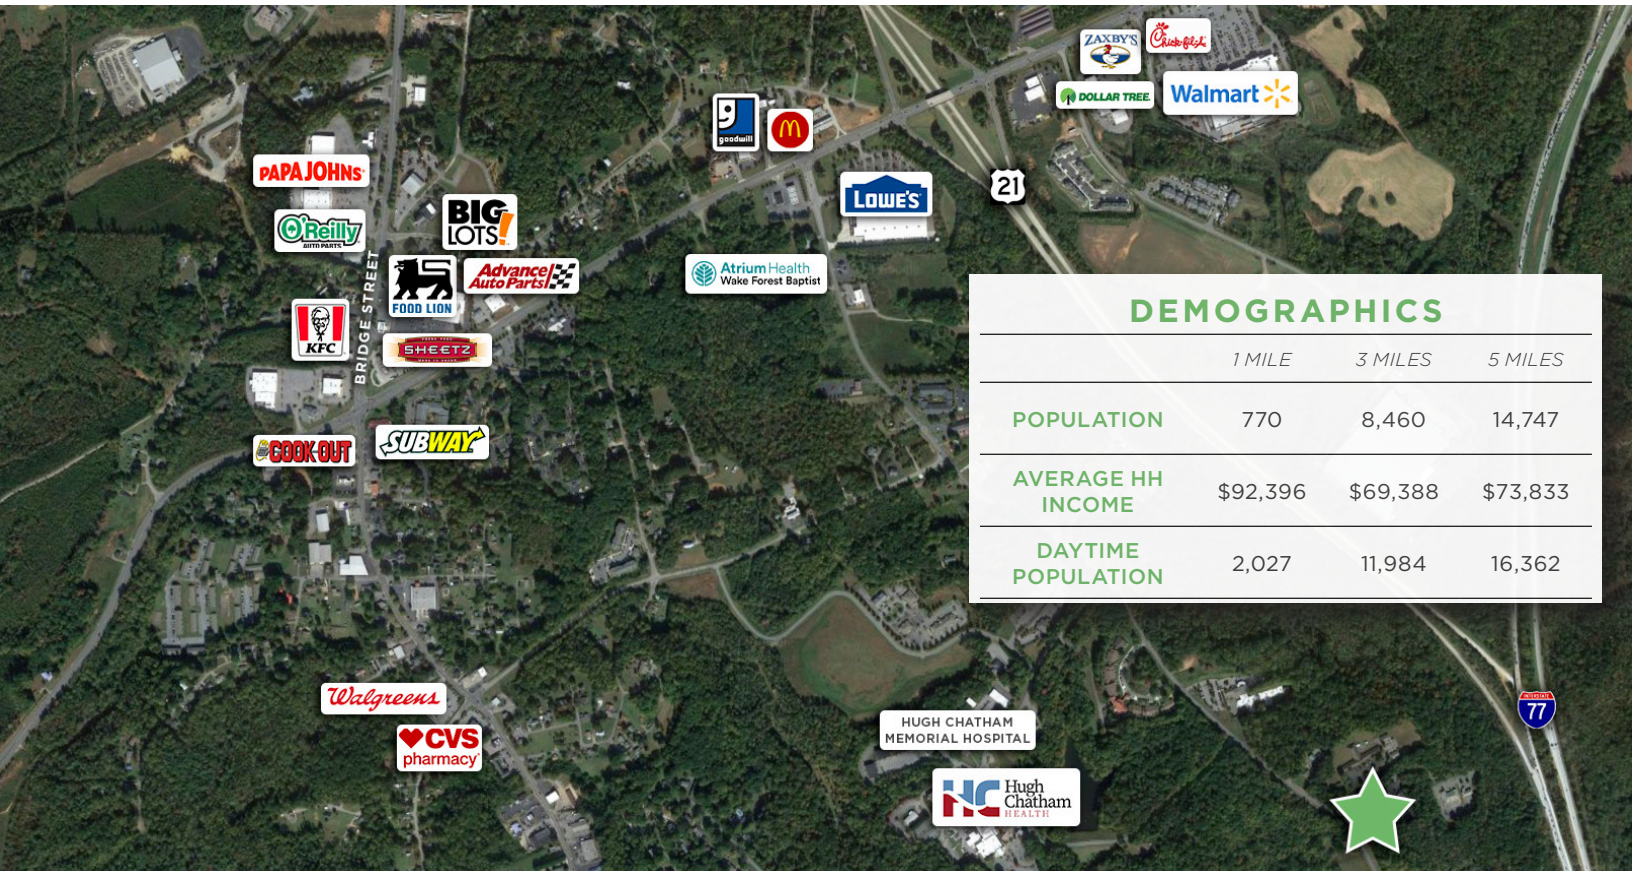 ZAXBY'S
Chick-fil-A
DOLLAR TREE.
Walmart
goodwill
21
LOWE'S
PAPA JOHNS
O'Reilly
AUTO PARTS
BIG
LOTS!
Advance
Auto Parts
FOOD LION
Atrium Health
Wake Forest Baptist
KFC
BRIDGE STREET
SHEETZ
COOK-OUT
SUBWAY
DEMOGRAPHICS
1 MILE 3 MILES 5 MILES
POPULATION 770 8,460 14,747
AVERAGE HH
INCOME $92,396 $69,388 $73,833
DAYTIME
POPULATION 2,027 11,984 16,362
Walgreens
CVS
pharmacy
HUGH CHATHAM
MEMORIAL HOSPITAL
HC Hugh
Chatham
HEALTH
INTERSTATE
77